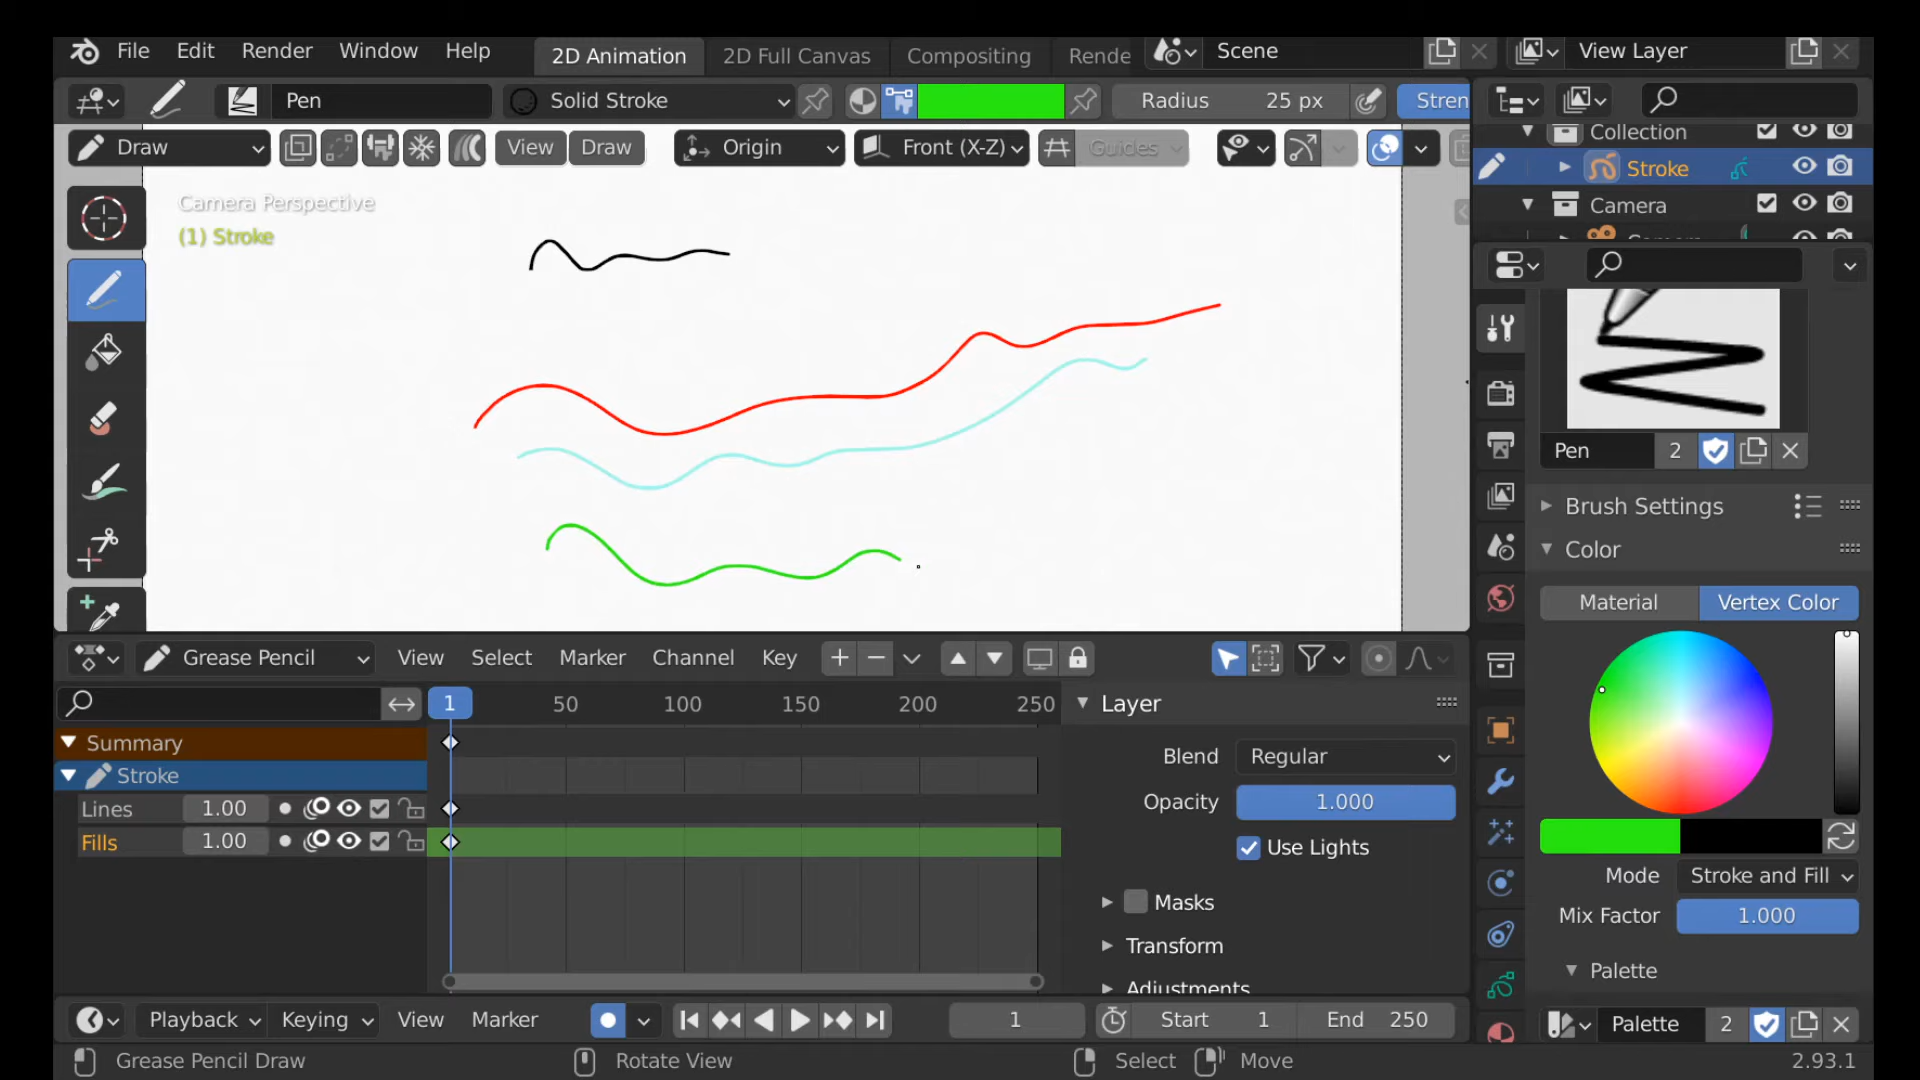 File Edit Render Window Help 2D Animation 2D Full Canvas Compositing Rende Scene View Layer
Pen Solid Stroke Radius 25 px Stren
Collection
Draw View Draw Origin Front (X-Z) Guides
Stroke
Camera Perspective
Camera
(1) Stroke
Pen 2
Brush Settings
Color
Material Vertex Color
Grease Pencil View Select Marker Channel Key
1 50 100 150 200 250 Layer
Summary
Blend Regular
Stroke
Opacity 1.000
Lines 1.00
Fills 1.00
Use Lights
Mode Stroke and Fill
Masks
Mix Factor 1.000
Transform
Palette
Adjustments
Playback Keying View Marker 1 Start 1 End 250
Palette 2
Grease Pencil Draw Rotate View Select Move 2.93.1